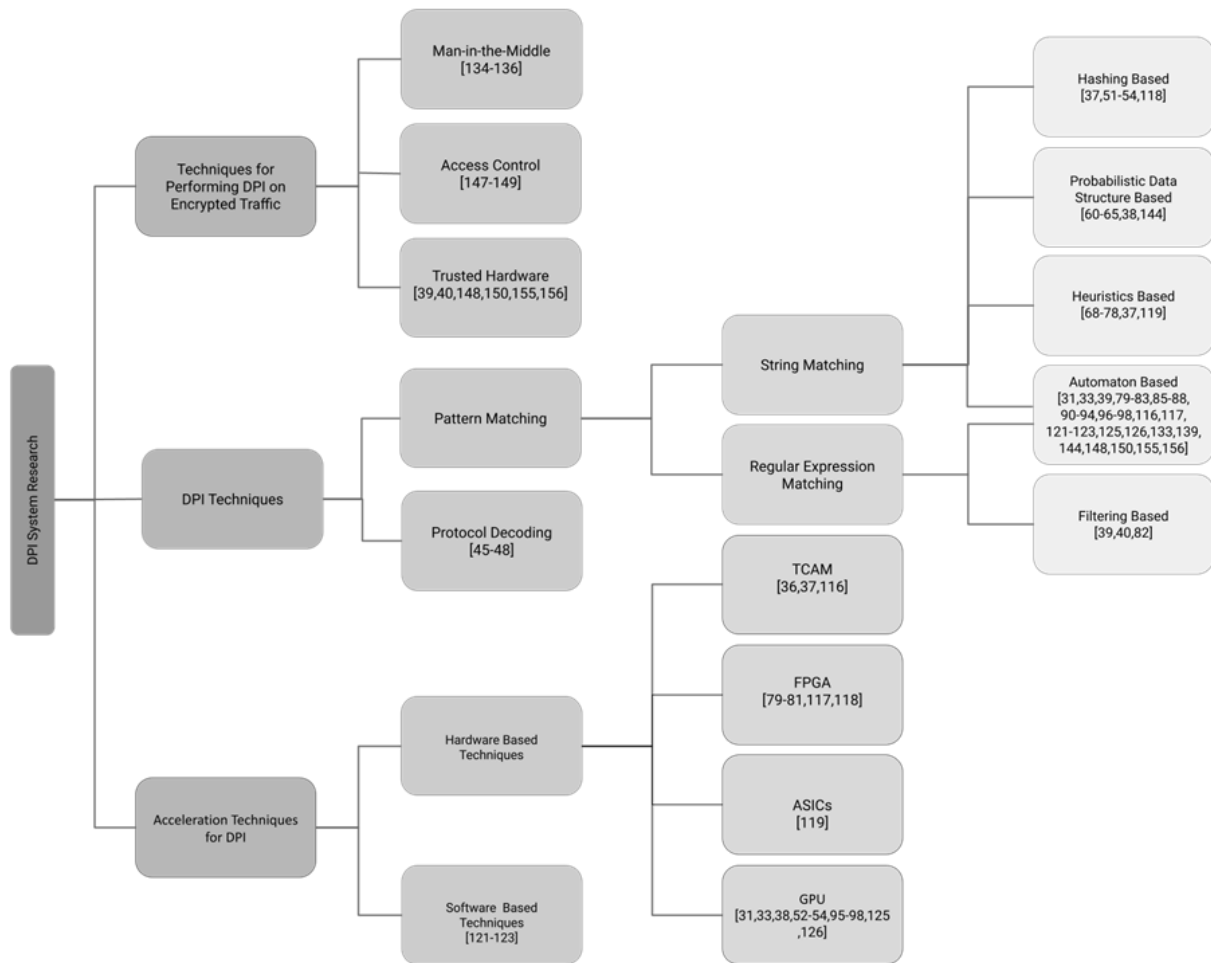 DPI System Research
Techniques for
Performing DPI on
Encrypted Traffic
Man-in-the-Middle
[134-136]
Access Control
[147-149]
Trusted Hardware
[39,40,148,150,155,156]
DPI Techniques
Pattern Matching
String Matching
Hashing Based
[37,51-54,118]
Probabilistic Data
Structure Based
[60-65,38,144]
Heuristics Based
[68-78,37,119]
Automaton Based
[31,33,39,79-83,85-88,
90-94,96-98,116,117,
121-123,125,126,133,139,
144,148,150,155,156]
Regular Expression
Matching
Filtering Based
[39,40,82]
Protocol Decoding
[45-48]
Acceleration Techniques
for DPI
Hardware Based
Techniques
TCAM
[36,37,116]
FPGA
[79-81,117,118]
ASICs
[119]
GPU
[31,33,38,52-54,95-98,125
,126]
Software Based
Techniques
[121-123]